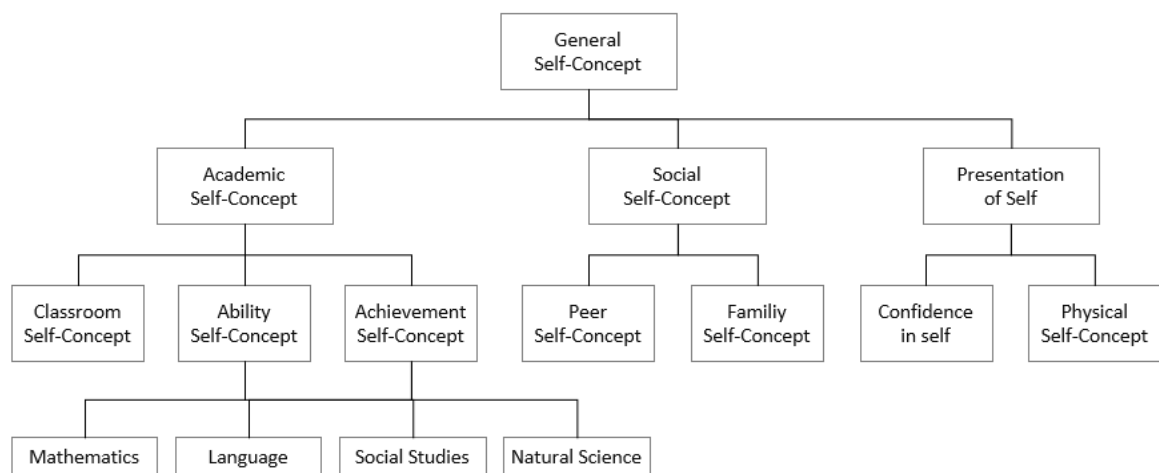 General
Self-Concept
Academic
Self-Concept
Social
Self-Concept
Presentation
of Self
Classroom
Self-Concept
Ability
Self-Concept
Achievement
Self-Concept
Peer
Self-Concept
Familiy
Self-Concept
Confidence
in self
Physical
Self-Concept
Mathematics
Language
Social Studies
Natural Science